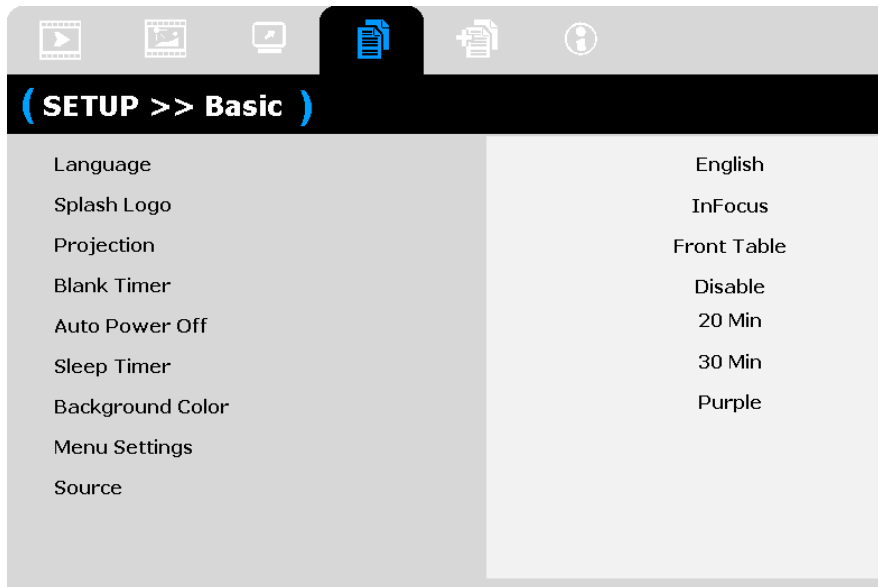 SETUP >> Basic
Language English
Splash Logo InFocus
Projection Front Table
Blank Timer Disable
Auto Power Off 20 Min
Sleep Timer 30 Min
Background Color Purple
Menu Settings
Source